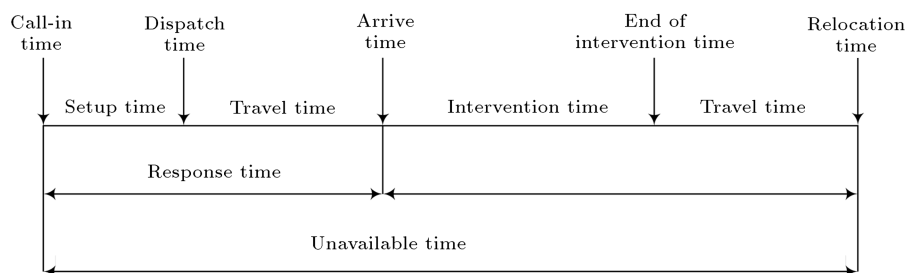 Call-in
time
Dispatch
time
Arrive
time
End of
intervention time
Relocation
time
Setup time
Travel time
Intervention time
Travel time
Response time
Unavailable time